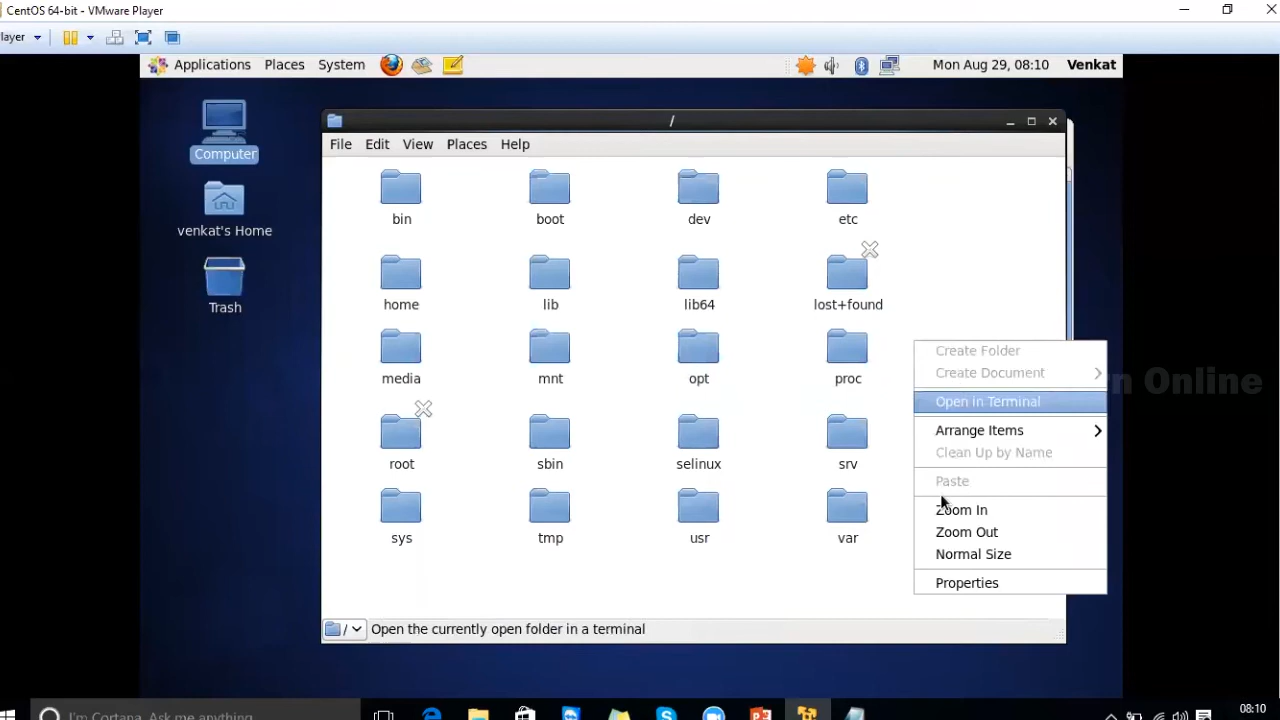 CentOS 64-bit - VMware Player
layer
Applications Places System Mon Aug 29, 08:10 Venkat
/
File Edit View Places Help
Computer
venkat's Home
Trash
bin boot dev etc
home lib lib64 lost+found
media mnt opt proc
root sbin selinux srv
sys tmp usr var
Create Folder
Create Document
Open in Terminal
Arrange Items
Clean Up by Name
Paste
Zoom In
Zoom Out
Normal Size
Properties
n Online
/ Open the currently open folder in a terminal
I'm Cortana. Ask me anything.
08:10